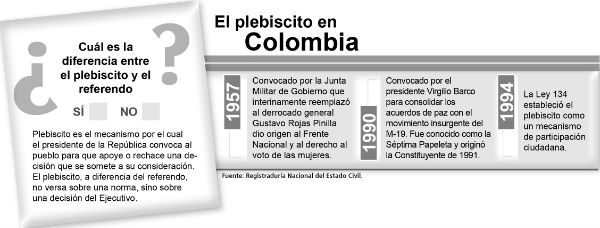 ¿ ?
Cuál es la
diferencia entre
el plebiscito y el
referendo
SÍ NO
Plebiscito es el mecanismo por el cual
el presidente de la República convoca al
pueblo para que apoye o rechace una de-
cisión que se somete a su consideración.
El plebiscito, a diferencia del referendo,
no versa sobre una norma, sino sobre
una decisión del Ejecutivo.
El plebiscito en
Colombia
1957
Convocado por la Junta
Militar de Gobierno que
interinamente reemplazó
al derrocado general
Gustavo Rojas Pinilla
dio origen al Frente
Nacional y al derecho al
voto de las mujeres.
1990
Convocado por el
presidente Virgilio Barco
para consolidar los
acuerdos de paz con el
movimiento insurgente del
M-19. Fue conocido como la
Séptima Papeleta y originó
la Constituyente de 1991.
1994
La Ley 134
estableció el
plebiscito como
un mecanismo
de participación
ciudadana.
Fuente: Registraduría Nacional del Estado Civil.